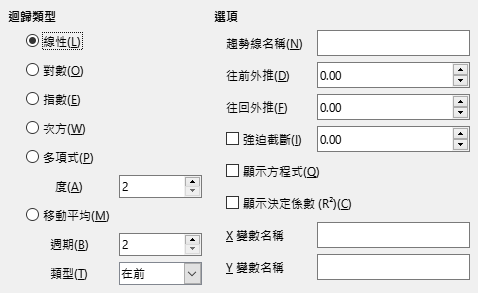 迴歸類型
線性(L)
對數(O)
指數(E)
次方(W)
多項式(P)
度(A) 2
移動平均(M)
週期(B) 2
類型(T) 在前
選項
趨勢線名稱(N)
往前外推(D) 0.00
往回外推(F) 0.00
強迫截斷(I) 0.00
顯示方程式(Q)
顯示決定係數 (R²)(C)
X 變數名稱
Y 變數名稱